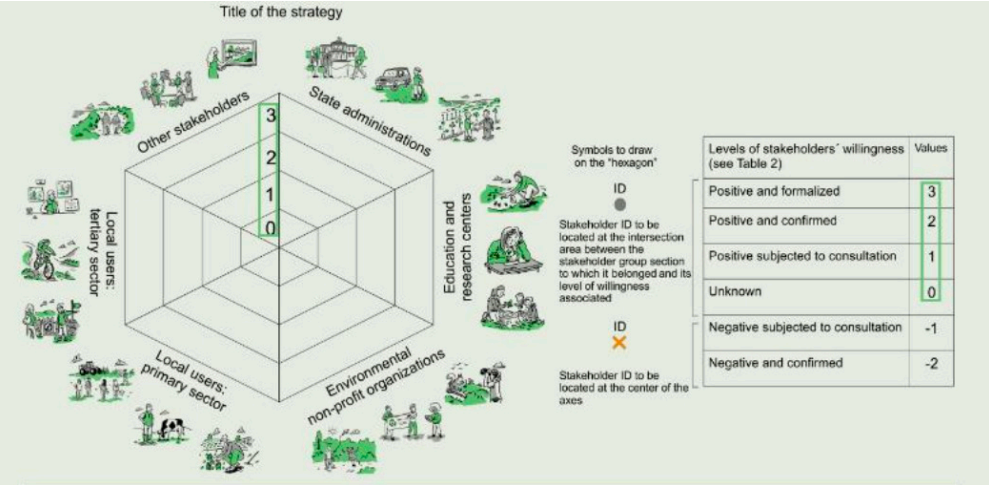 Title of the strategy
Other stakeholders
State administrations
Education and
research centers
Environmental
non-profit organizations
Local users:
primary sector
Local users:
tertiary sector
3
2
1
0
Symbols to draw
on the "hexagon"
ID
Stakeholder ID to be
located at the intersection
area between the
stakeholder group section
to which it belonged and its
level of willingness
associated
ID
Stakeholder ID to be
located at the center of the
axes
Levels of stakeholders´ willingness
(see Table 2)
Values
Positive and formalized
3
Positive and confirmed
2
Positive subjected to consultation
1
Unknown
0
Negative subjected to consultation
-1
Negative and confirmed
-2